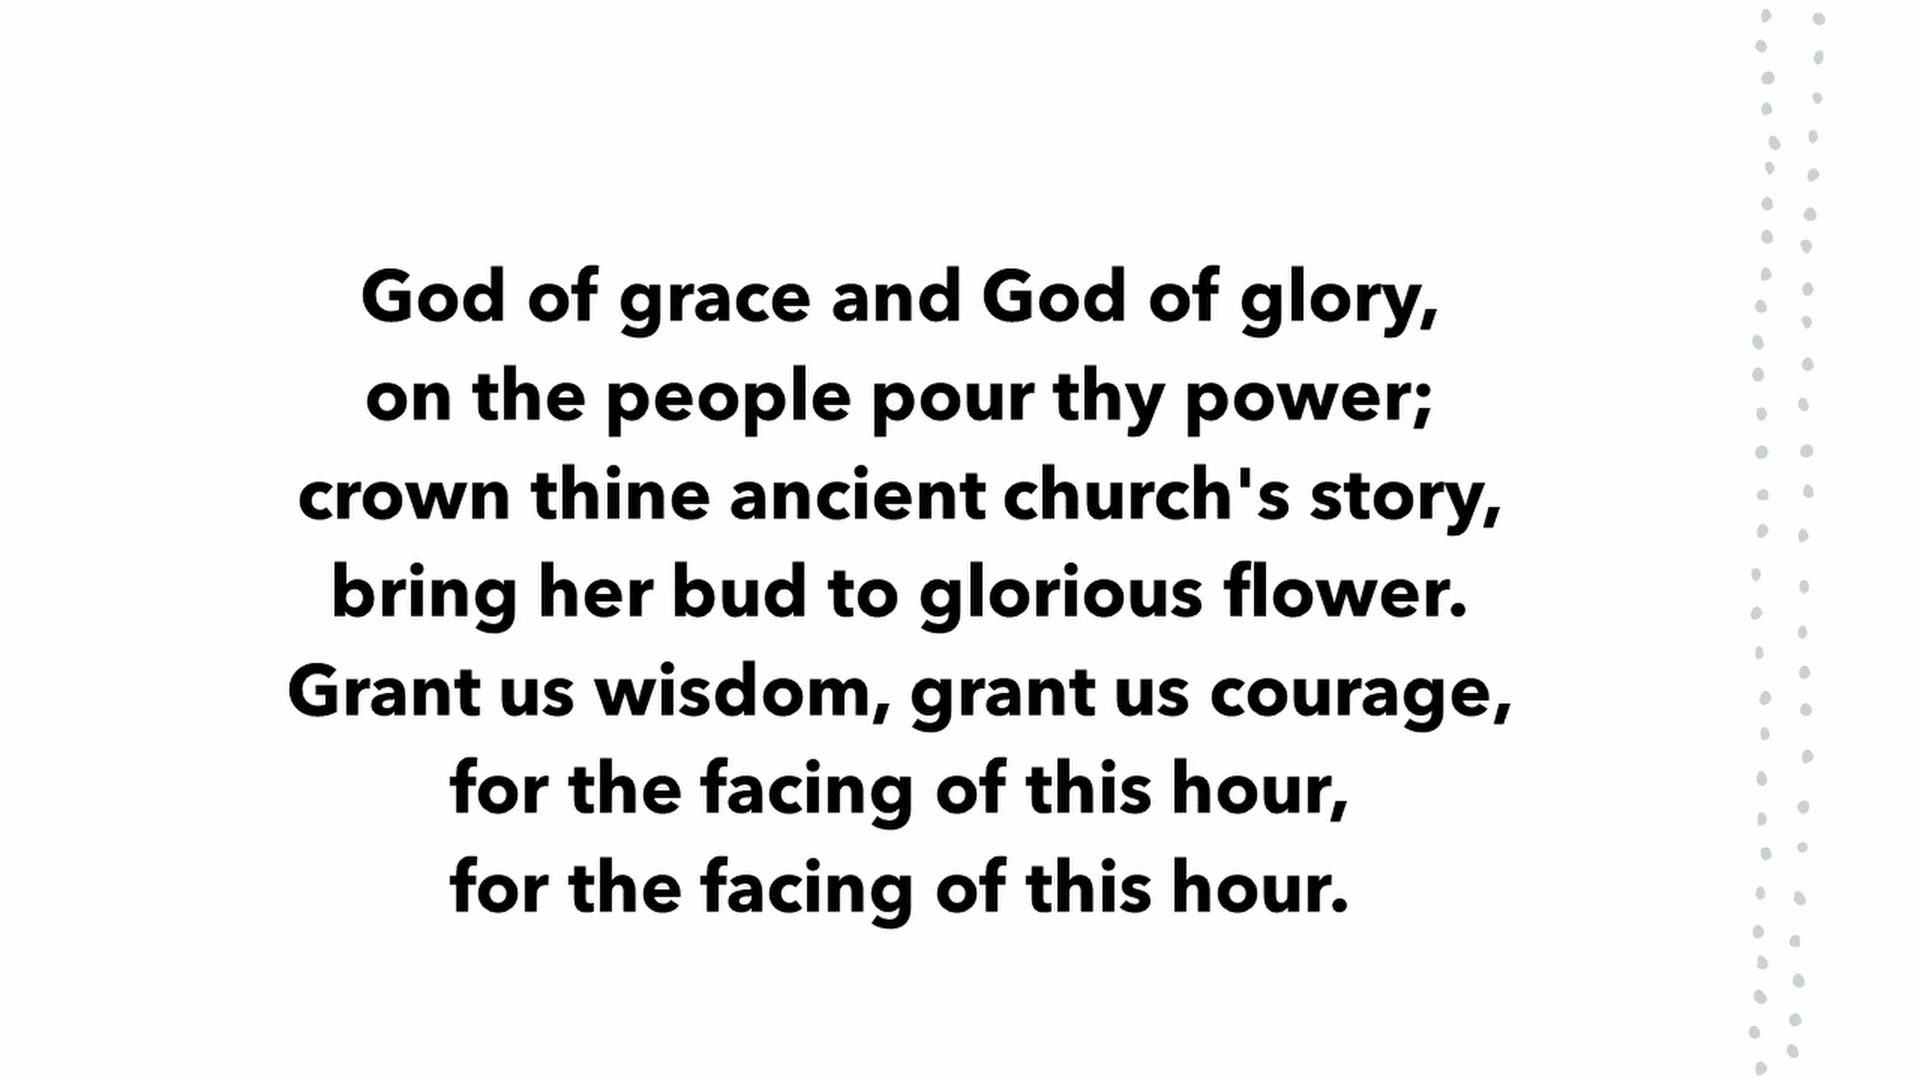 God of grace and God of glory,
on the people pour thy power;
crown thine ancient church's story,
bring her bud to glorious flower.
Grant us wisdom, grant us courage,
for the facing of this hour,
for the facing of this hour.